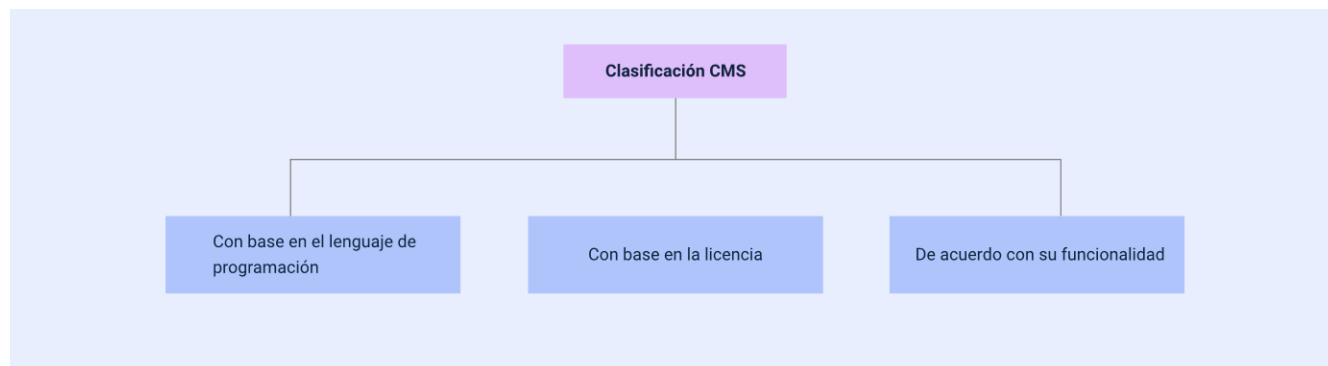 Clasificación CMS
Con base en el lenguaje de
programación
Con base en la licencia
De acuerdo con su funcionalidad